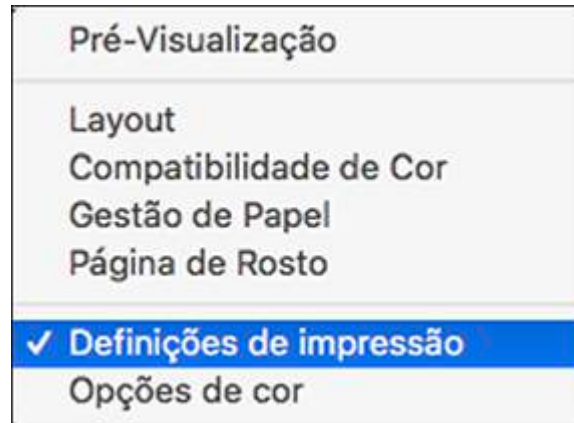 Pré-Visualização
Layout
Compatibilidade de Cor
Gestão de Papel
Página de Rosto
✓ Definições de impressão
Opções de cor